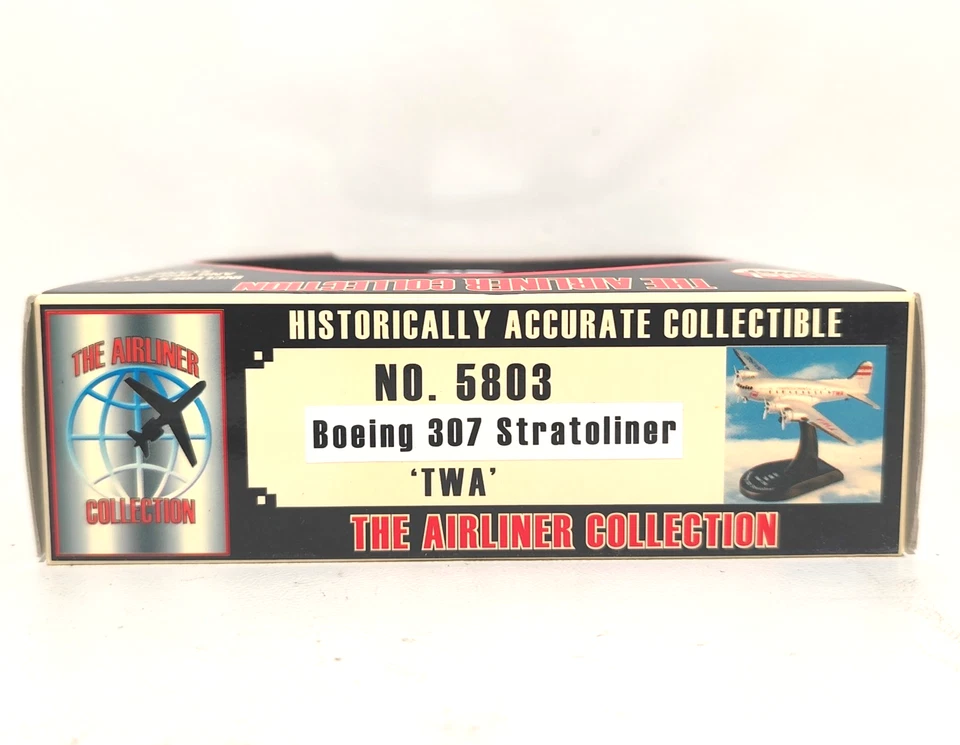 THE AIRLINER COLLECTION
HISTORICALLY ACCURATE COLLECTIBLE
THE AIRLINER
COLLECTION
NO. 5803
Boeing 307 Stratoliner
‘TWA’
THE AIRLINER COLLECTION